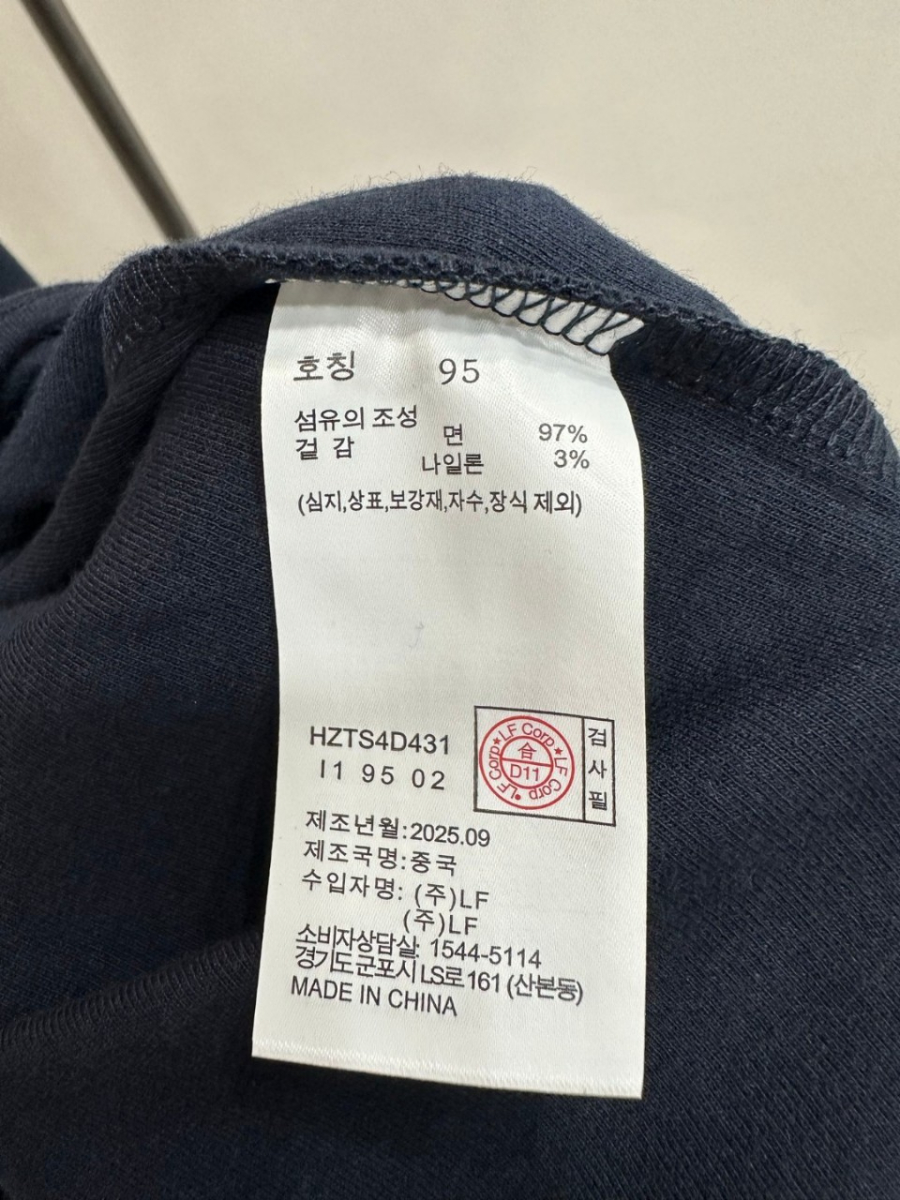 호칭 95
섬유의 조성
겉 감 면 97%
나일론 3%
(심지,상표,보강재,자수,장식 제외)
HZTS4D431
I1 95 02
★LF Corp★LF Corp•LF Corp
合
D11
검사필
제조년월:2025.09
제조국명:중국
수입자명: (주)LF
(주)LF
소비자상담실: 1544-5114
경기도 군포시 LS로 161 (산본동)
MADE IN CHINA